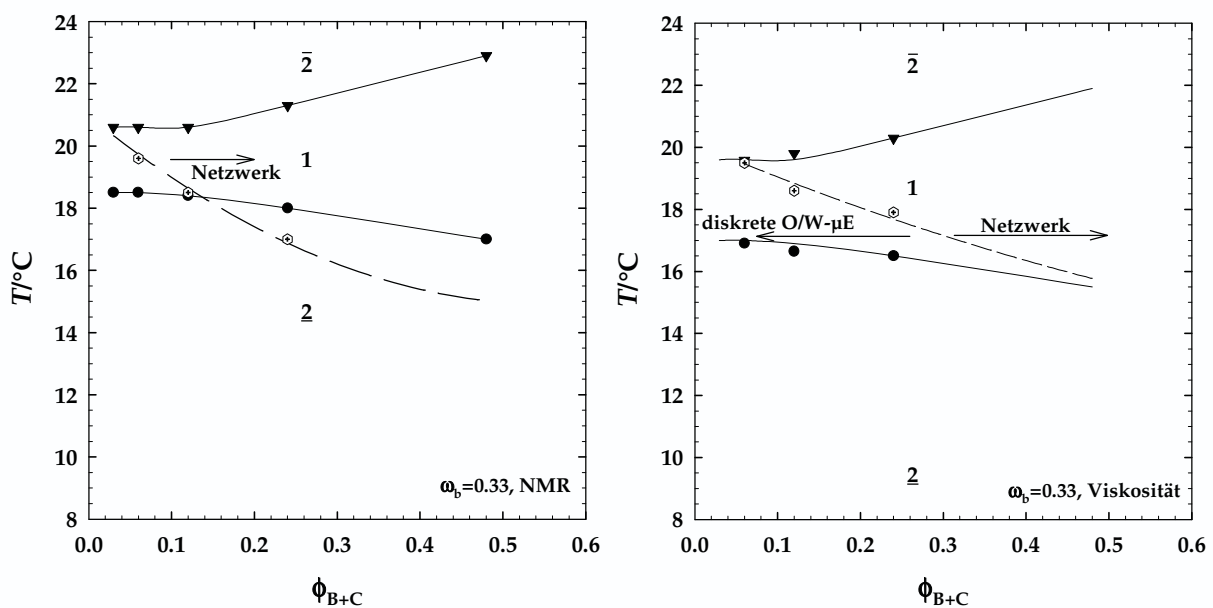 24
22
20
18
16
14
12
10
8
T/°C
2̅
1
Netzwerk
2̲
ω_b=0.33, NMR
0.0 0.1 0.2 0.3 0.4 0.5 0.6
ϕ_B+C
24
22
20
18
16
14
12
10
8
T/°C
2̅
1
diskrete O/W-µE
Netzwerk
2̲
ω_b=0.33, Viskosität
0.0 0.1 0.2 0.3 0.4 0.5 0.6
ϕ_B+C